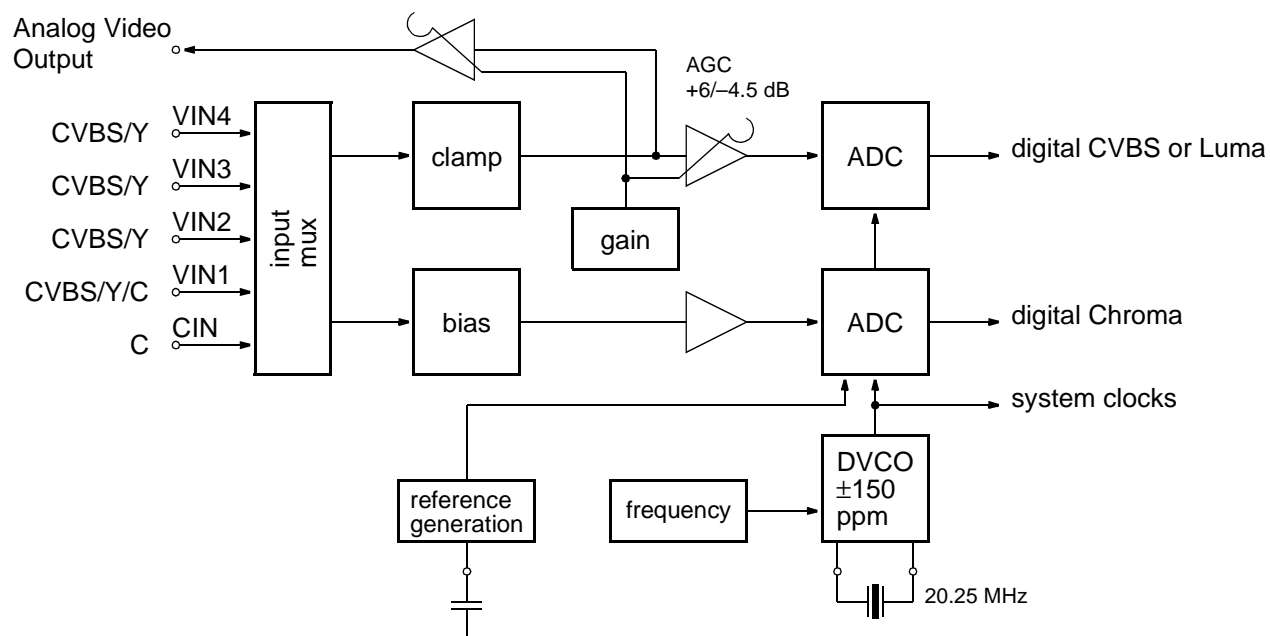 Analog Video
Output
AGC
+6/–4.5 dB
CVBS/Y
VIN4
CVBS/Y
VIN3
CVBS/Y
VIN2
CVBS/Y/C
VIN1
C
CIN
input
mux
clamp
gain
ADC
digital CVBS or Luma
bias
ADC
digital Chroma
system clocks
reference
generation
frequency
DVCO
±150
ppm
20.25 MHz